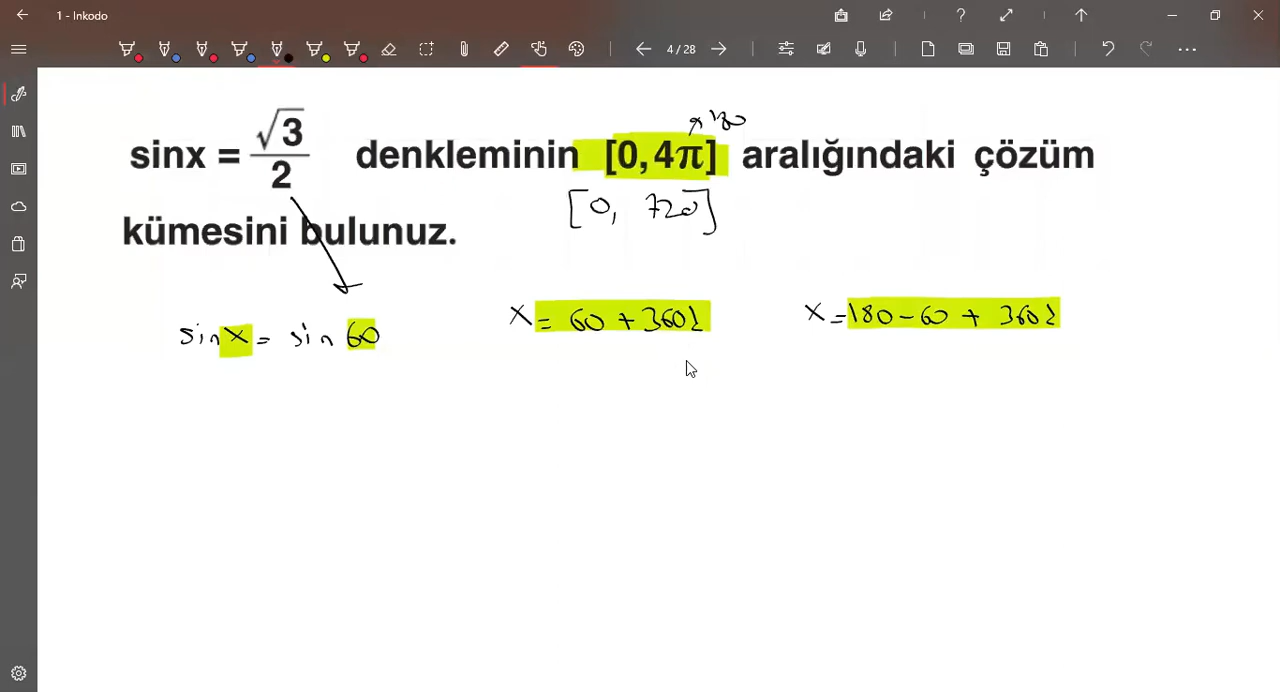 1 - Inkodo
4 / 28
180
sinx = √3/2 denkleminin [0, 4π] aralığındaki çözüm
[0, 720]
kümesini bulunuz.
sin x = sin 60
x = 60 + 360k
x = 180 - 60 + 360k